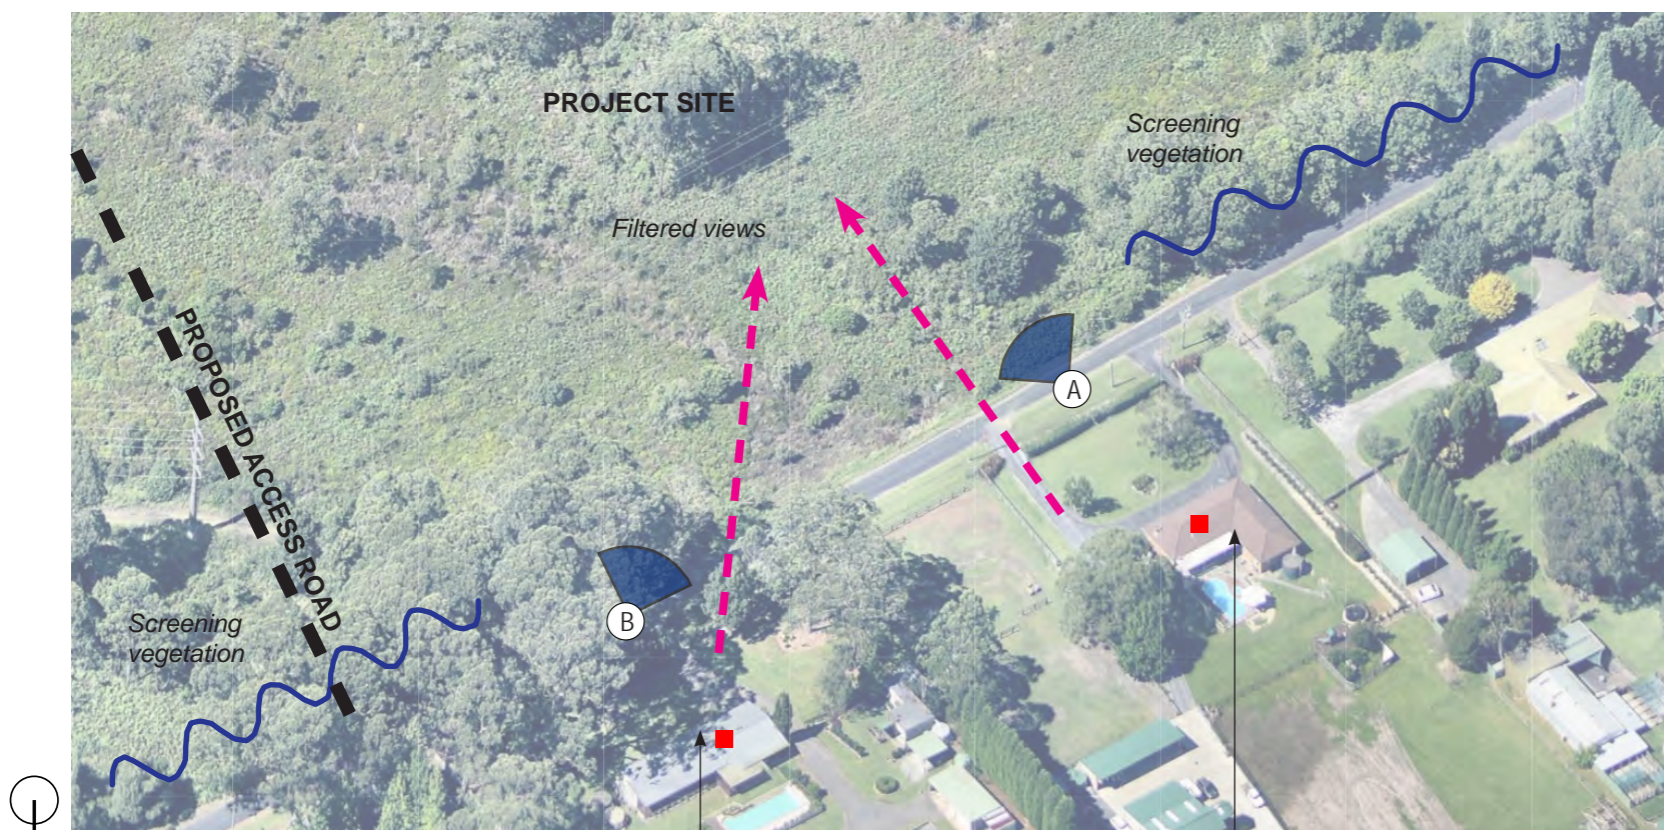 PROJECT SITE
Screening
vegetation
Filtered views
PROPOSED ACCESS ROAD
A
B
Screening
vegetation